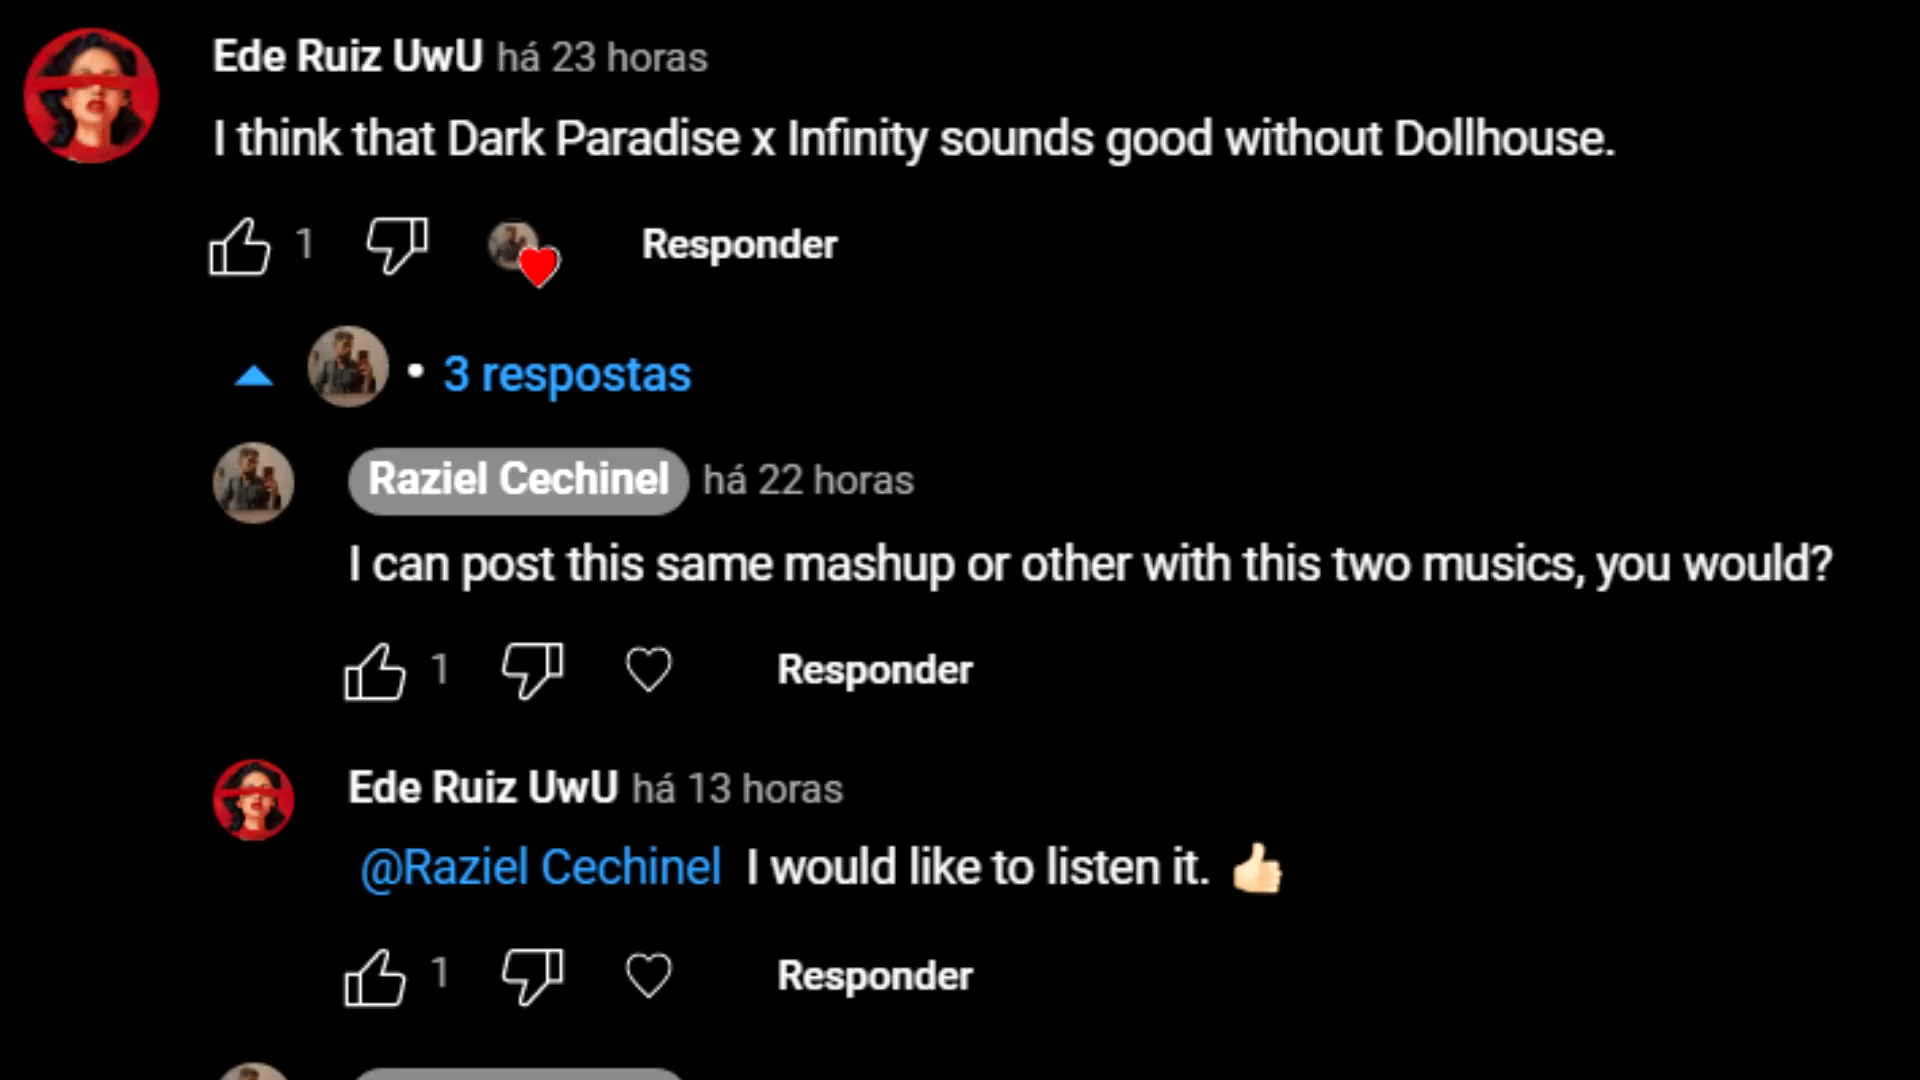 Ede Ruiz UwU há 23 horas
I think that Dark Paradise x Infinity sounds good without Dollhouse.
1 Responder
• 3 respostas
Raziel Cechinel há 22 horas
I can post this same mashup or other with this two musics, you would?
1 Responder
Ede Ruiz UwU há 13 horas
@Raziel Cechinel I would like to listen it. 👍🏻
1 Responder